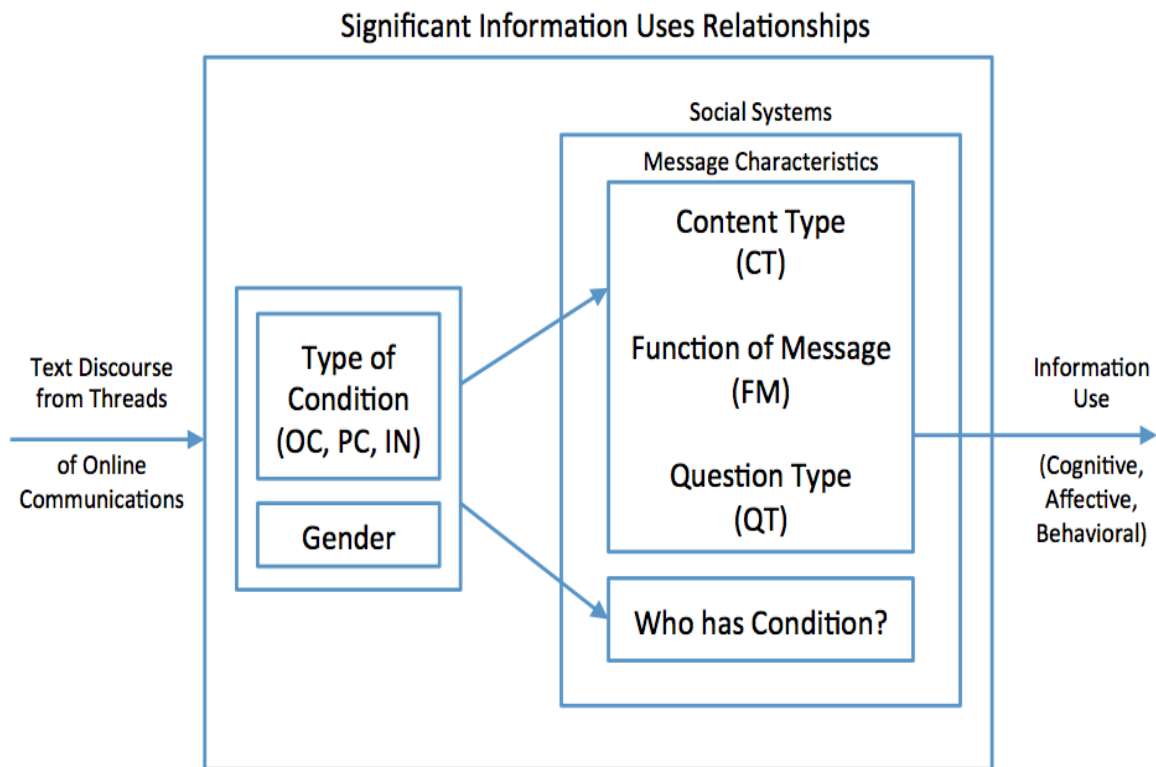 Significant Information Uses Relationships
Text Discourse
from Threads
of Online
Communications
Type of
Condition
(OC, PC, IN)
Gender
Social Systems
Message Characteristics
Content Type
(CT)
Function of Message
(FM)
Question Type
(QT)
Who has Condition?
Information
Use
(Cognitive,
Affective,
Behavioral)